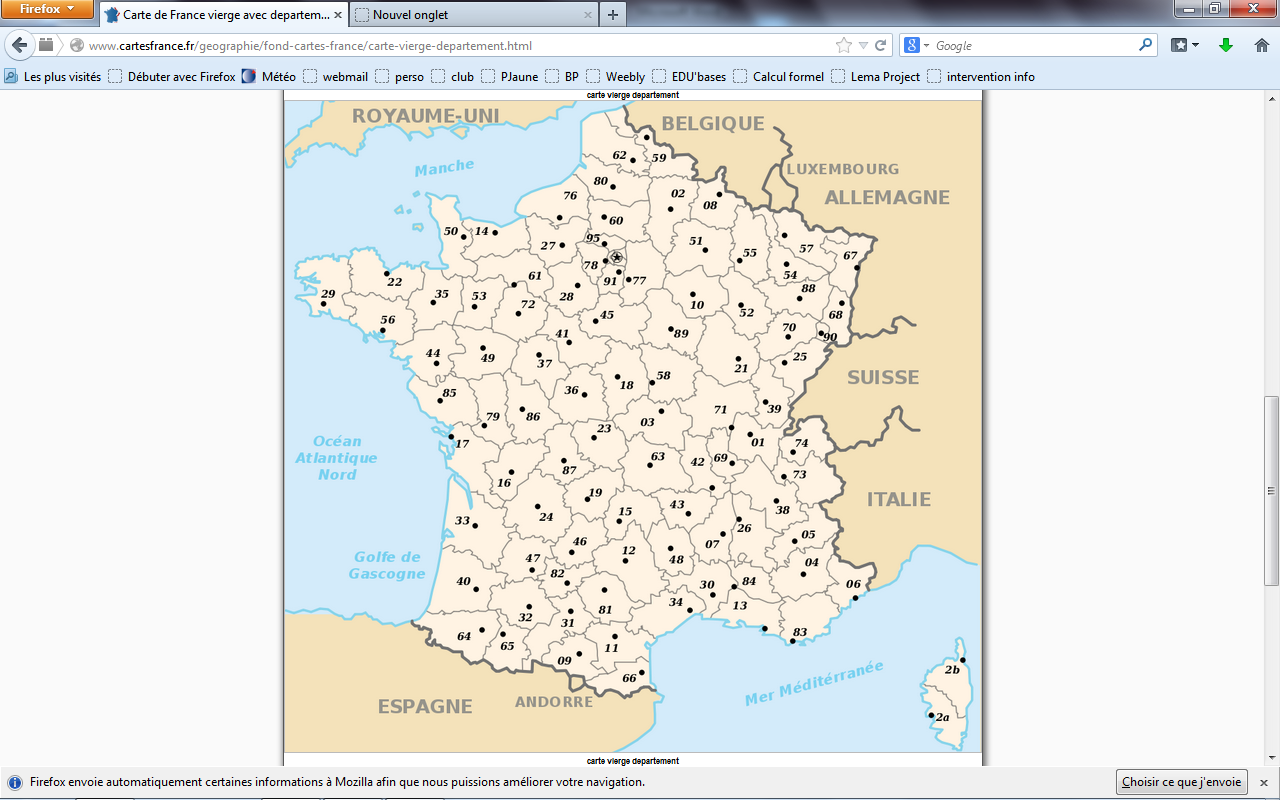 Firefox
Carte de France vierge avec departem...
Nouvel onglet
www.cartesfrance.fr/geographie/fond-cartes-france/carte-vierge-departement.html
Google
Les plus visités
Débuter avec Firefox
Météo
webmail
perso
club
PJaune
BP
Weebly
EDU'bases
Calcul formel
Lema Project
intervention info
carte vierge departement
ROYAUME-UNI
BELGIQUE
Manche
LUXEMBOURG
ALLEMAGNE
62
59
80
76
02
08
60
50
14
27
95
51
55
57
67
78
91
77
54
61
28
22
29
35
53
72
10
52
88
68
56
45
41
89
70
90
44
49
37
21
25
SUISSE
85
36
18
58
79
86
03
71
39
23
17
01
74
Océan
Atlantique
Nord
63
42
69
87
16
73
19
ITALIE
33
24
15
43
38
26
46
07
05
Golfe de
Gascogne
47
12
48
04
40
82
30
84
06
32
31
81
34
13
64
65
83
09
11
66
2b
Mer Méditérranée
ESPAGNE
ANDORRE
2a
carte vierge departement
Firefox envoie automatiquement certaines informations à Mozilla afin que nous puissions améliorer votre navigation.
Choisir ce que j'envoie